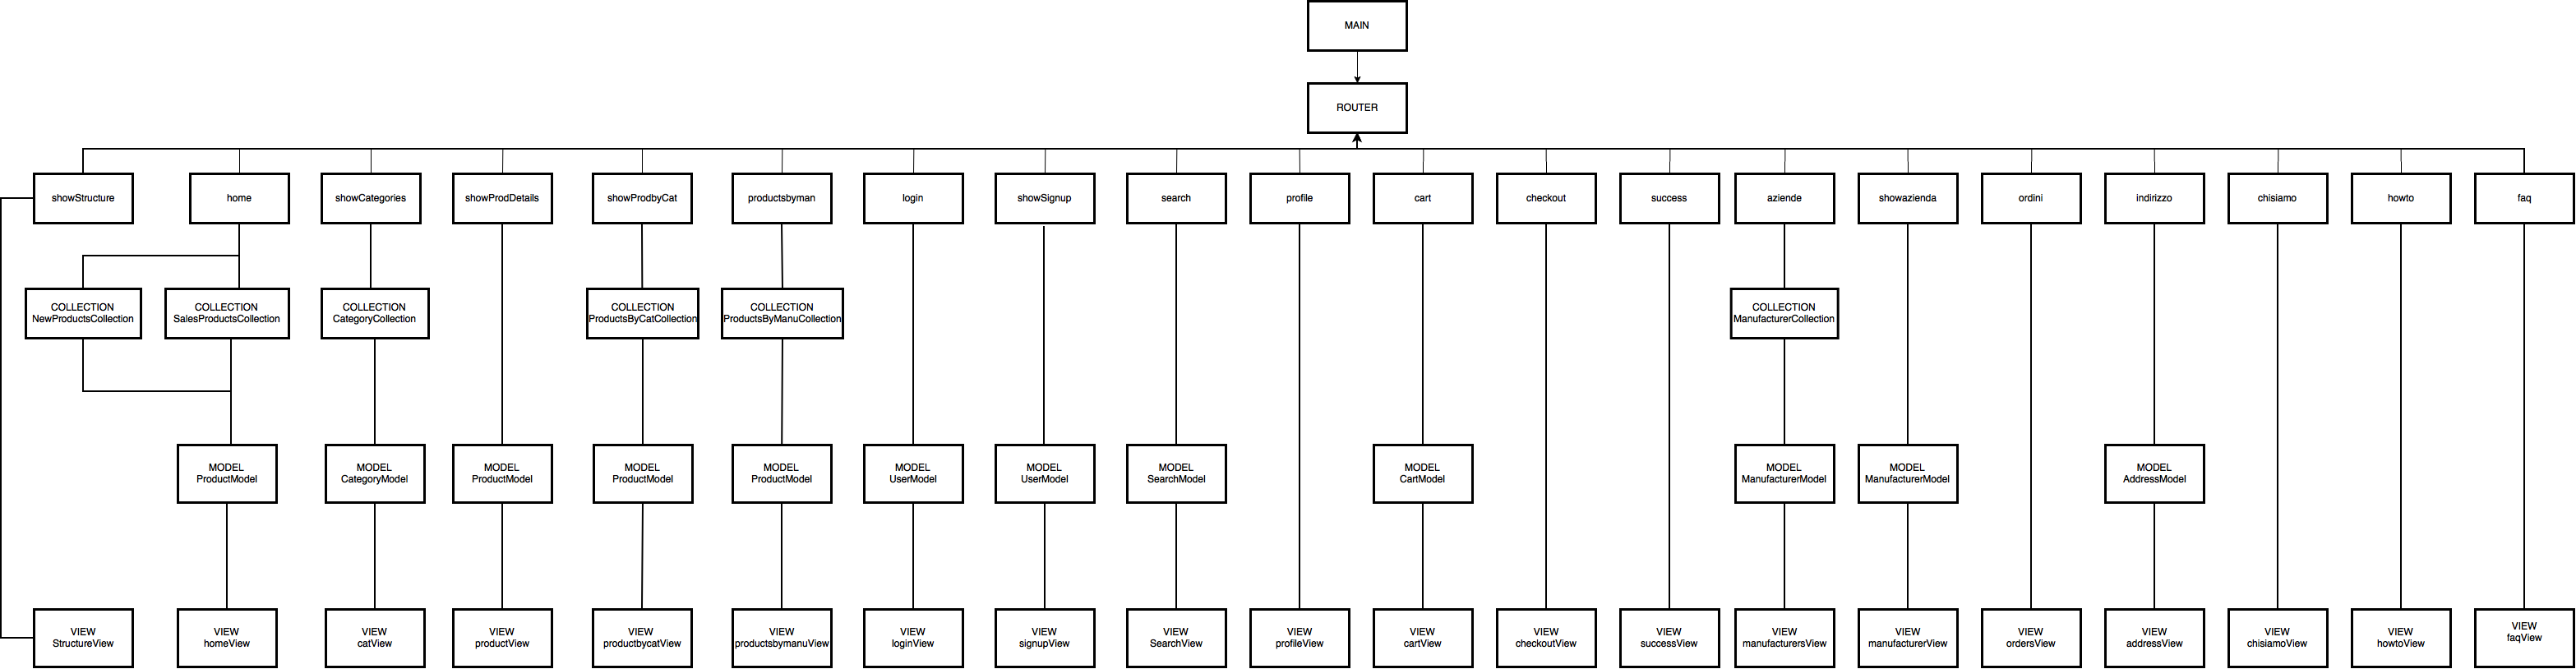 MAIN
ROUTER
showStructure
home
showCategories
showProdDetails
showProdbyCat
productsbyman
login
showSignup
search
profile
cart
checkout
success
aziende
showazienda
ordini
indirizzo
chisiamo
howto
faq
COLLECTION
NewProductsCollection
COLLECTION
SalesProductsCollection
COLLECTION
CategoryCollection
COLLECTION
ProductsByCatCollection
COLLECTION
ProductsByManuCollection
COLLECTION
ManufacturerCollection
MODEL
ProductModel
MODEL
CategoryModel
MODEL
ProductModel
MODEL
ProductModel
MODEL
ProductModel
MODEL
UserModel
MODEL
UserModel
MODEL
SearchModel
MODEL
CartModel
MODEL
ManufacturerModel
MODEL
ManufacturerModel
MODEL
AddressModel
VIEW
StructureView
VIEW
homeView
VIEW
catView
VIEW
productView
VIEW
productbycatView
VIEW
productsbymanuView
VIEW
loginView
VIEW
signupView
VIEW
SearchView
VIEW
profileView
VIEW
cartView
VIEW
checkoutView
VIEW
successView
VIEW
manufacturersView
VIEW
manufacturerView
VIEW
ordersView
VIEW
addressView
VIEW
chisiamoView
VIEW
howtoView
VIEW
faqView